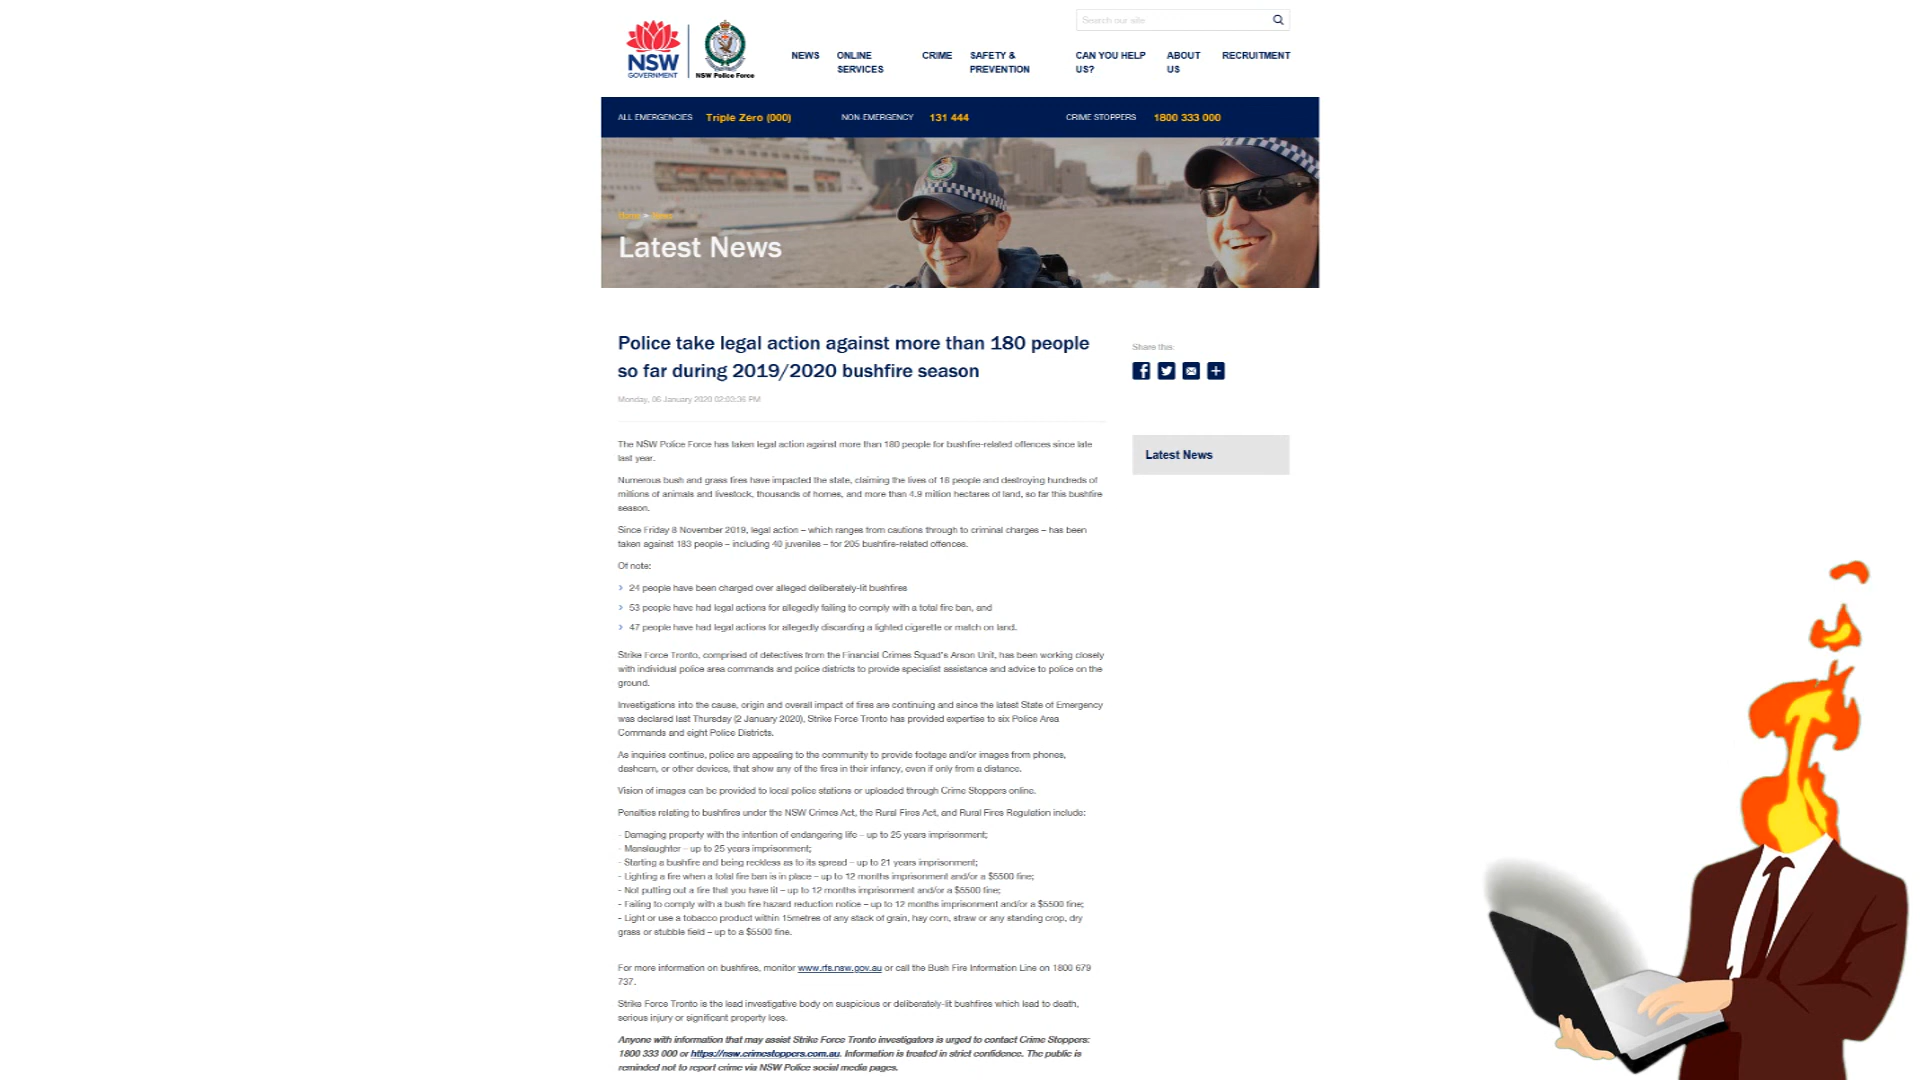 Search our site
NSW
GOVERNMENT
NSW Police Force
NEWS
ONLINE
SERVICES
CRIME
SAFETY &
PREVENTION
CAN YOU HELP
US?
ABOUT
US
RECRUITMENT
ALL EMERGENCIES Triple Zero (000) NON-EMERGENCY 131 444 CRIME STOPPERS 1800 333 000
Home > News
Latest News
Police take legal action against more than 180 people
so far during 2019/2020 bushfire season
Monday, 06 January 2020 02:03:36 PM
Share this:
Latest News
The NSW Police Force has taken legal action against more than 180 people for bushfire-related offences since late
last year.
Numerous bush and grass fires have impacted the state, claiming the lives of 18 people and destroying hundreds of
millions of animals and livestock, thousands of homes, and more than 4.9 million hectares of land, so far this bushfire
season.
Since Friday 8 November 2019, legal action – which ranges from cautions through to criminal charges – has been
taken against 183 people – including 40 juveniles – for 205 bushfire-related offences.
Of note:
› 24 people have been charged over alleged deliberately-lit bushfires
› 53 people have had legal actions for allegedly failing to comply with a total fire ban, and
› 47 people have had legal actions for allegedly discarding a lighted cigarette or match on land.
Strike Force Tronto, comprised of detectives from the Financial Crimes Squad's Arson Unit, has been working closely
with individual police area commands and police districts to provide specialist assistance and advice to police on the
ground.
Investigations into the cause, origin and overall impact of fires are continuing and since the latest State of Emergency
was declared last Thursday (2 January 2020), Strike Force Tronto has provided expertise to six Police Area
Commands and eight Police Districts.
As inquiries continue, police are appealing to the community to provide footage and/or images from phones,
dashcam, or other devices, that show any of the fires in their infancy, even if only from a distance.
Vision of images can be provided to local police stations or uploaded through Crime Stoppers online.
Penalties relating to bushfires under the NSW Crimes Act, the Rural Fires Act, and Rural Fires Regulation include:
- Damaging property with the intention of endangering life – up to 25 years imprisonment;
- Manslaughter – up to 25 years imprisonment;
- Starting a bushfire and being reckless as to its spread – up to 21 years imprisonment;
- Lighting a fire when a total fire ban is in place – up to 12 months imprisonment and/or a $5500 fine;
- Not putting out a fire that you have lit – up to 12 months imprisonment and/or a $5500 fine;
- Failing to comply with a bush fire hazard reduction notice – up to 12 months imprisonment and/or a $5500 fine;
- Light or use a tobacco product within 15metres of any stack of grain, hay corn, straw or any standing crop, dry
grass or stubble field – up to a $5500 fine.
For more information on bushfires, monitor www.rfs.nsw.gov.au or call the Bush Fire Information Line on 1800 679
737.
Strike Force Tronto is the lead investigative body on suspicious or deliberately-lit bushfires which lead to death,
serious injury or significant property loss.
Anyone with information that may assist Strike Force Tronto investigators is urged to contact Crime Stoppers:
1800 333 000 or https://nsw.crimestoppers.com.au. Information is treated in strict confidence. The public is
reminded not to report crime via NSW Police social media pages.